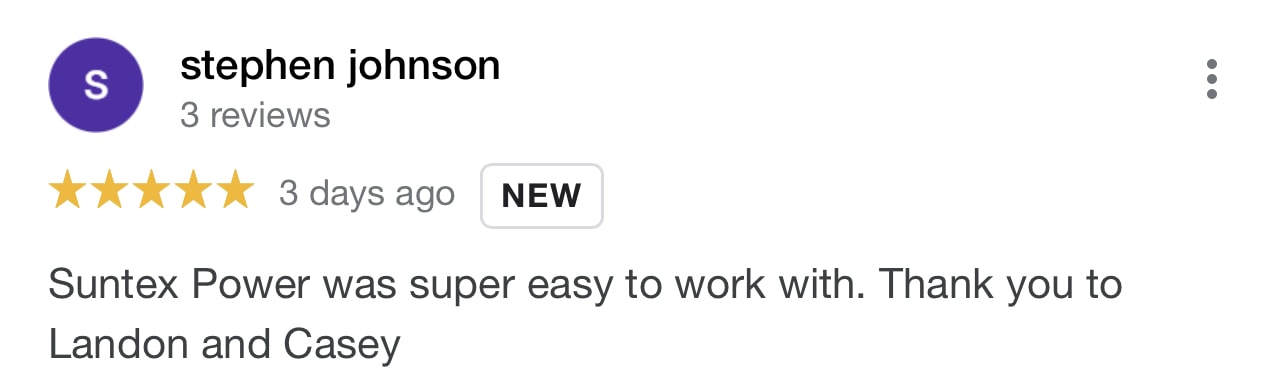 S
stephen johnson
3 reviews
★★★★★ 3 days ago NEW
Suntex Power was super easy to work with. Thank you to
Landon and Casey